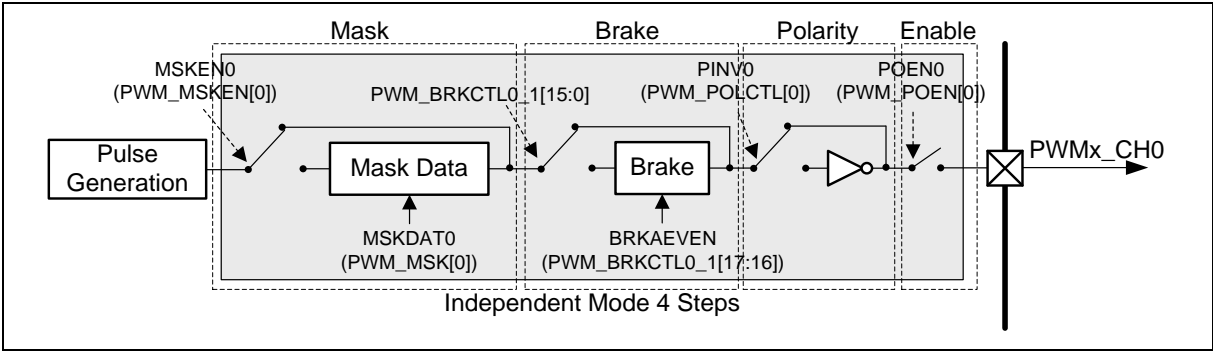 Mask
Brake
Polarity
Enable
MSKEN0
(PWM_MSKEN[0])
PWM_BRKCTL0_1[15:0]
PINV0
(PWM_POLCTL[0])
POEN0
(PWM_POEN[0])
Pulse
Generation
Mask Data
Brake
PWMx_CH0
MSKDAT0
(PWM_MSK[0])
BRKAEVEN
(PWM_BRKCTL0_1[17:16])
Independent Mode 4 Steps